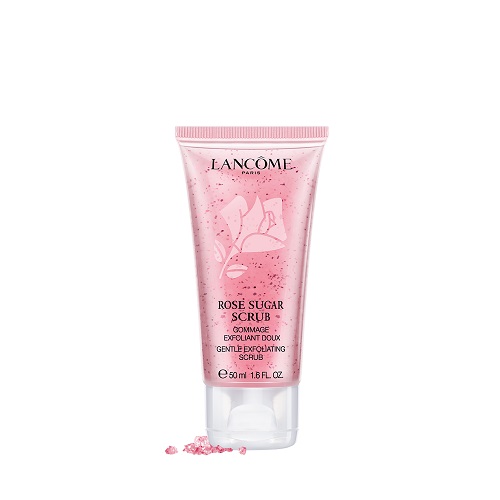 LANCÔME
PARIS
ROSE SUGAR
SCRUB
GOMMAGE
EXFOLIANT DOUX
GENTLE EXFOLIATING
SCRUB
℮ 50 ml 1.6 FL. OZ.